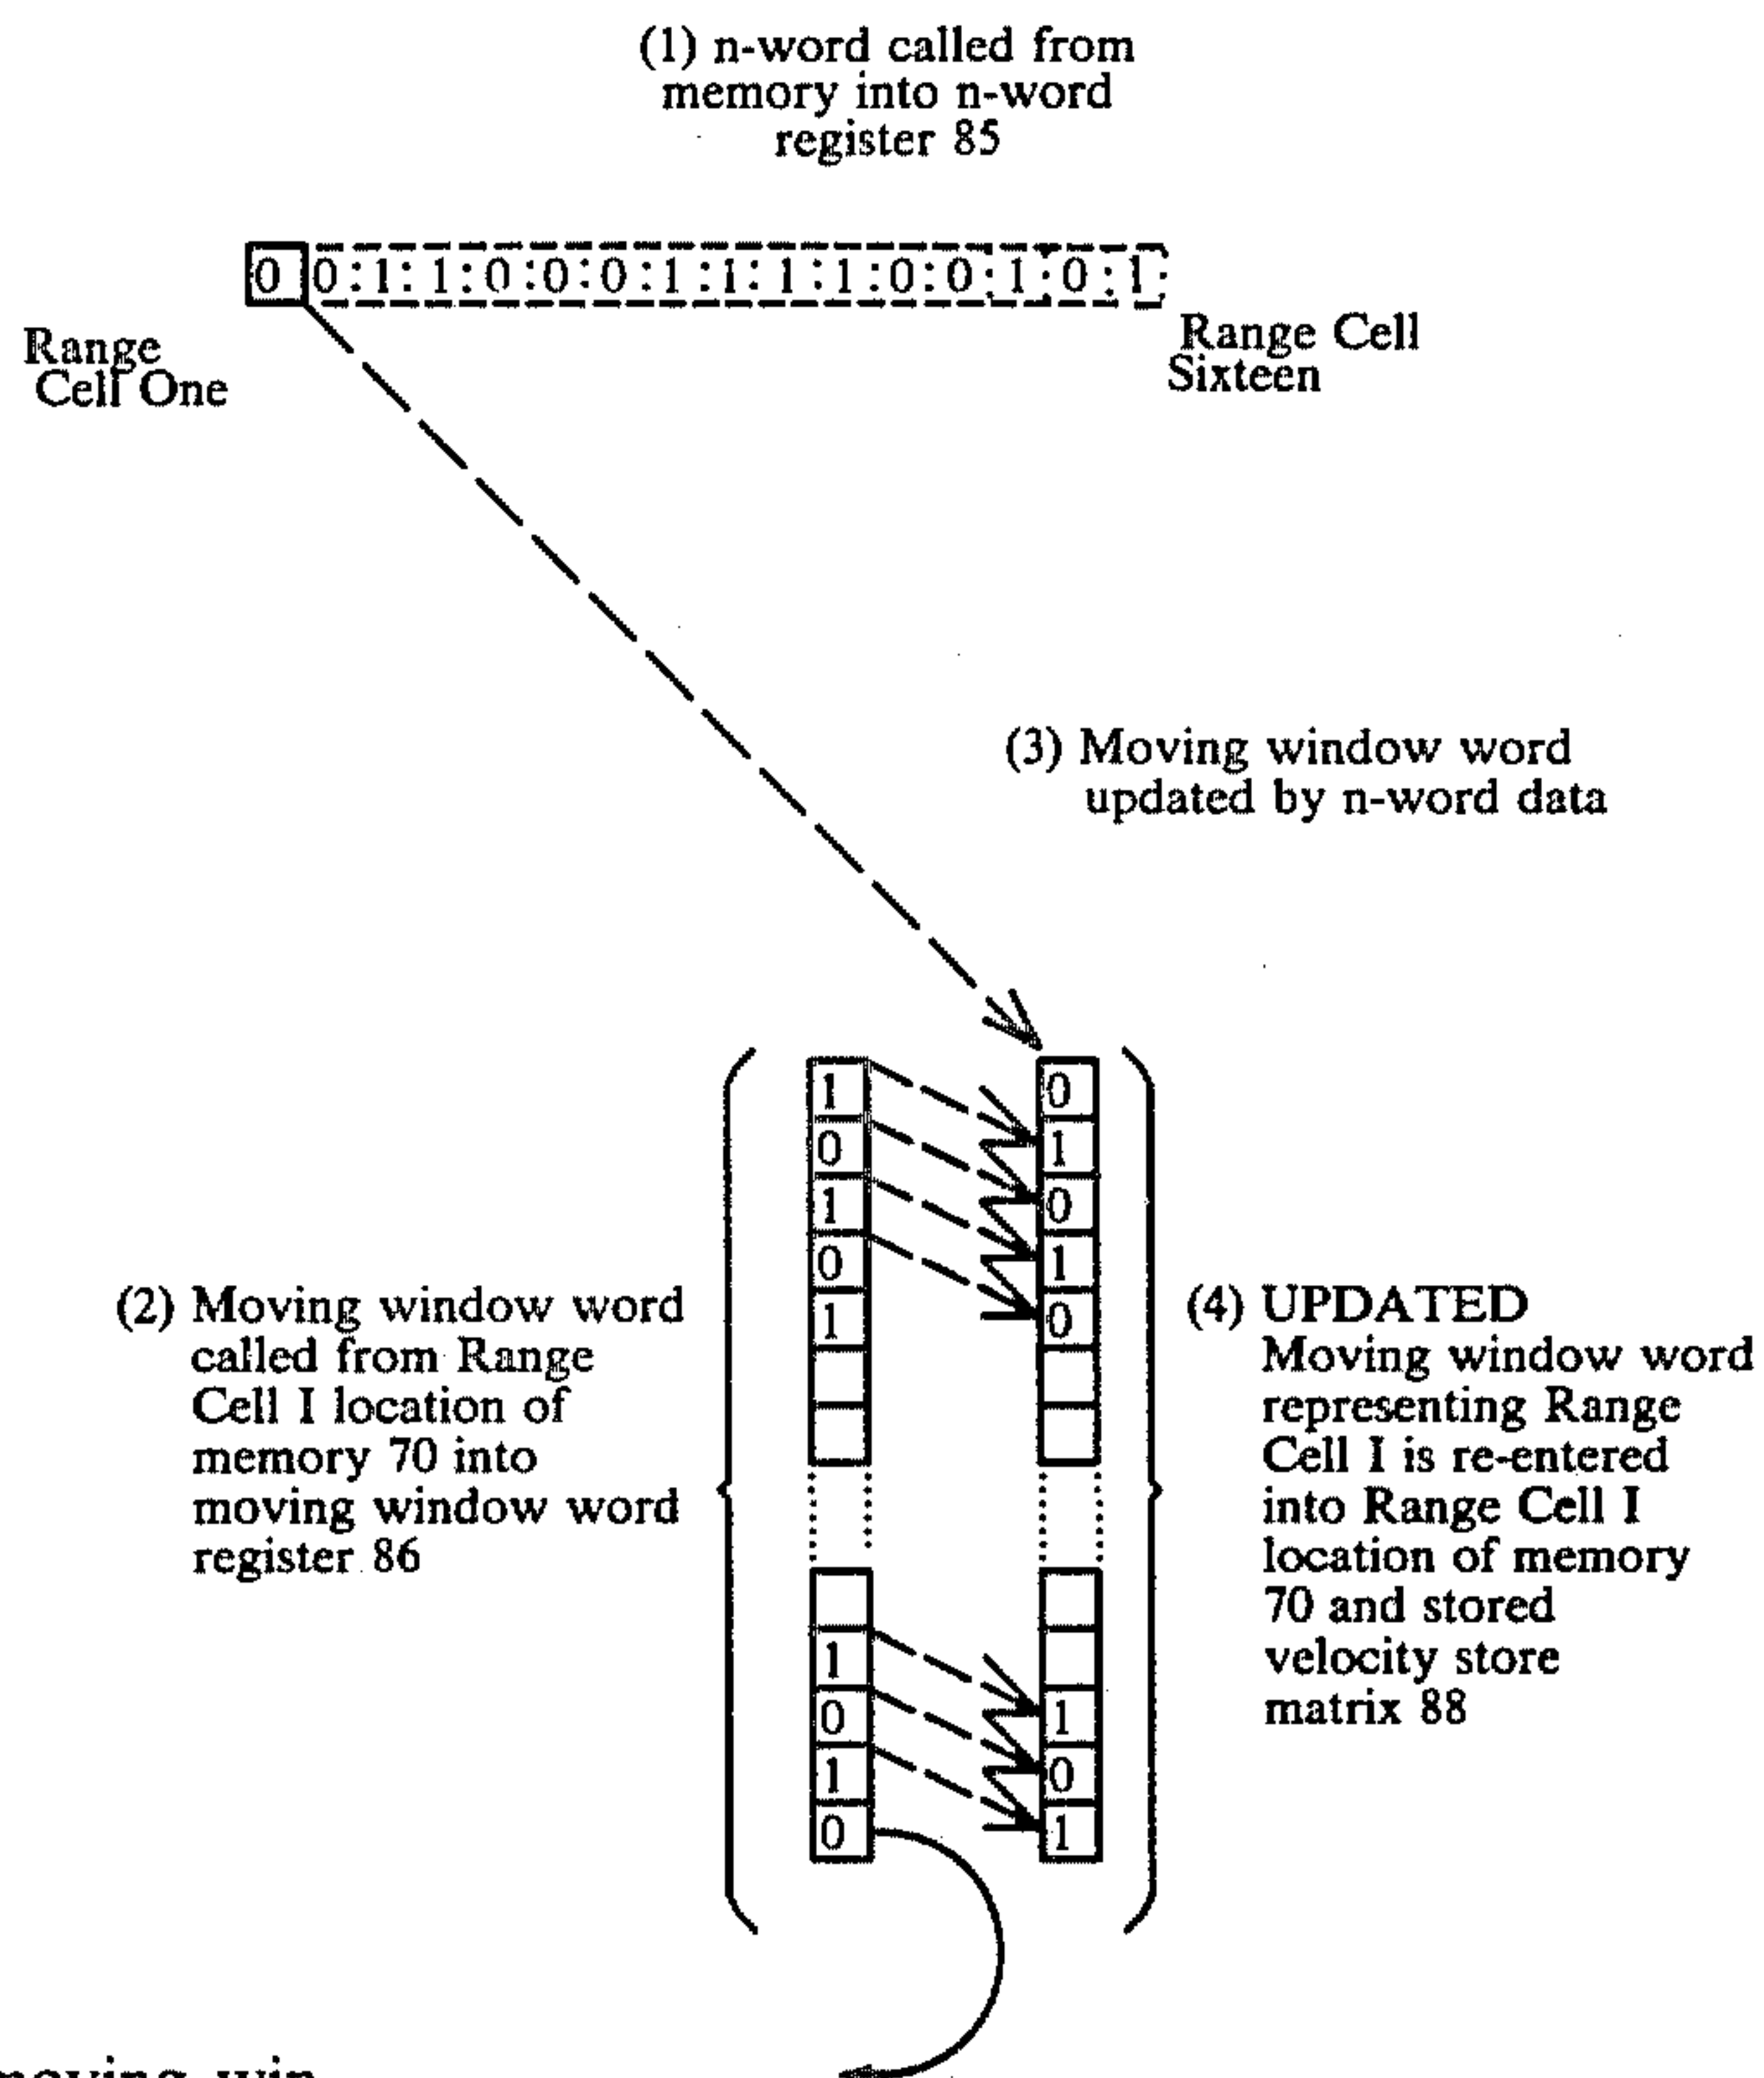 (1) n-word called from
memory into n-word
register 85
0 0:1:1:0:0:0:1:1:1:1:0:0:1:0:1:
Range
Cell One
Range Cell
Sixteen
(3) Moving window word
updated by n-word data
1
0
1
0
1
0
1
0
1
0
(2) Moving window word
called from Range
Cell I location of
memory 70 into
moving window word
register 86
(4) UPDATED
Moving window word
representing Range
Cell I is re-entered
into Range Cell I
location of memory
70 and stored
velocity store
matrix 88
1
0
1
0
1
0
1
moving win